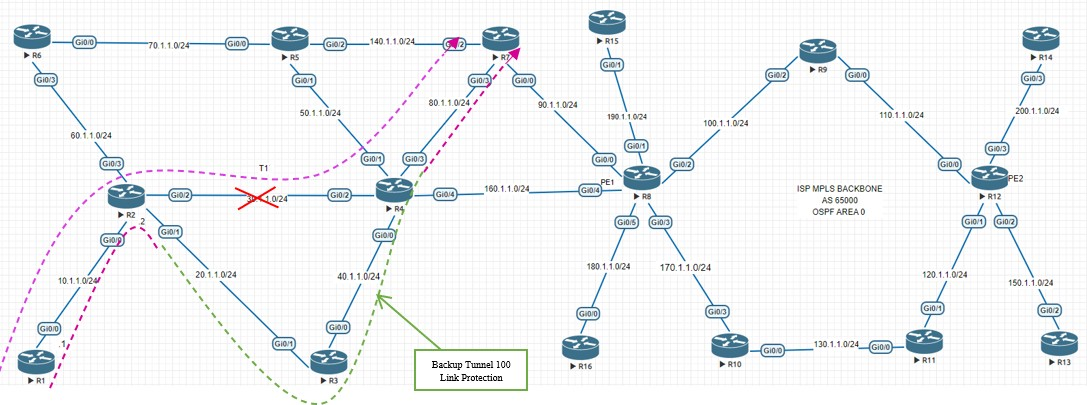 R6
Gi0/0
70.1.1.0/24
Gi0/0
R5
Gi0/2
140.1.1.0/24
Gi0/2
R7
R15
Gi0/1
R9
Gi0/2
Gi0/0
R14
Gi0/3
Gi0/3
Gi0/1
Gi0/3
Gi0/0
60.1.1.0/24
50.1.1.0/24
80.1.1.0/24
90.1.1.0/24
190.1.1.0/24
100.1.1.0/24
110.1.1.0/24
200.1.1.0/24
Gi0/3
T1
Gi0/1
Gi0/3
Gi0/0
Gi0/1
Gi0/2
Gi0/0
Gi0/3
R2
Gi0/2
Gi0/2
R4
Gi0/4
160.1.1.0/24
Gi0/4
PE1
R8
ISP MPLS BACKBONE
AS 65000
OSPF AREA 0
PE2
R12
.2
Gi0/0
Gi0/1
Gi0/0
Gi0/5
Gi0/3
Gi0/1
Gi0/2
10.1.1.0/24
20.1.1.0/24
40.1.1.0/24
180.1.1.0/24
170.1.1.0/24
120.1.1.0/24
150.1.1.0/24
Gi0/0
.1
R1
Gi0/1
Gi0/0
R3
Backup Tunnel 100
Link Protection
Gi0/0
R16
Gi0/3
R10
Gi0/0
130.1.1.0/24
Gi0/0
Gi0/1
R11
Gi0/2
R13